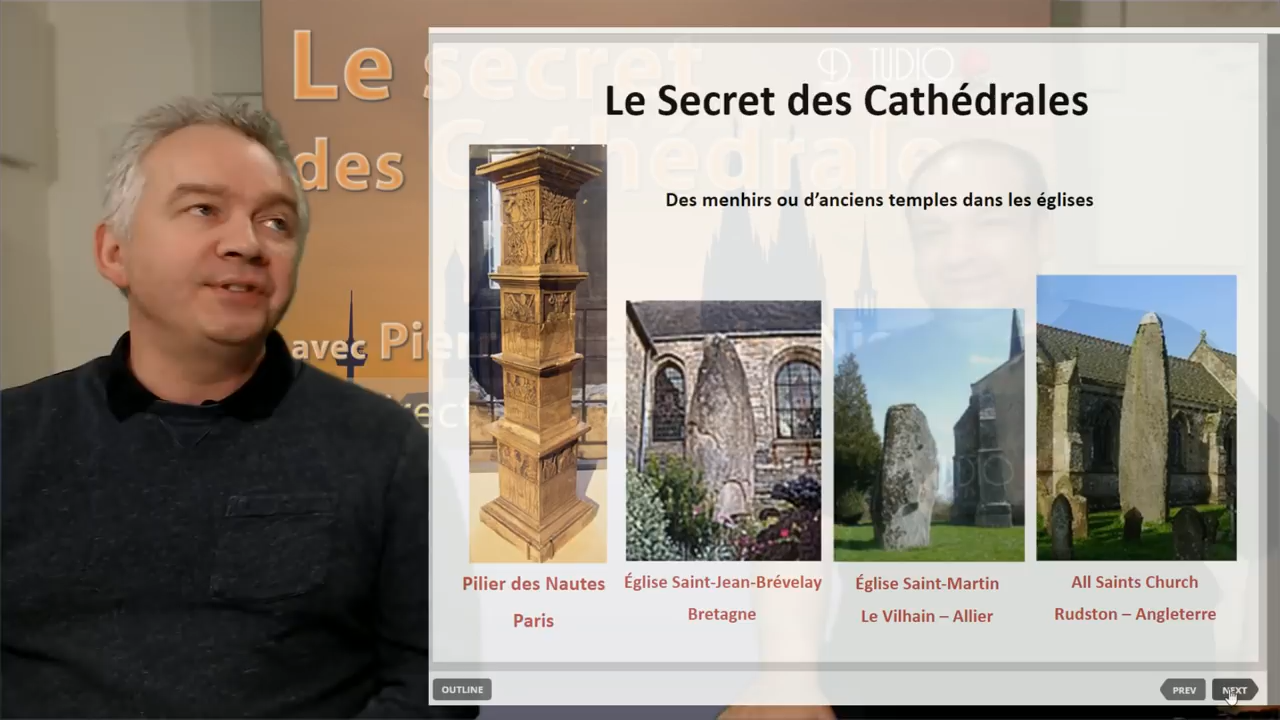 Le secret
des Cathédrale
avec Pie
Le Secret des Cathédrales
Des menhirs ou d’anciens temples dans les églises
Pilier des Nautes
Paris
Église Saint-Jean-Brévelay
Bretagne
Église Saint-Martin
Le Vilhain – Allier
All Saints Church
Rudston – Angleterre
OUTLINE
PREV
NEXT